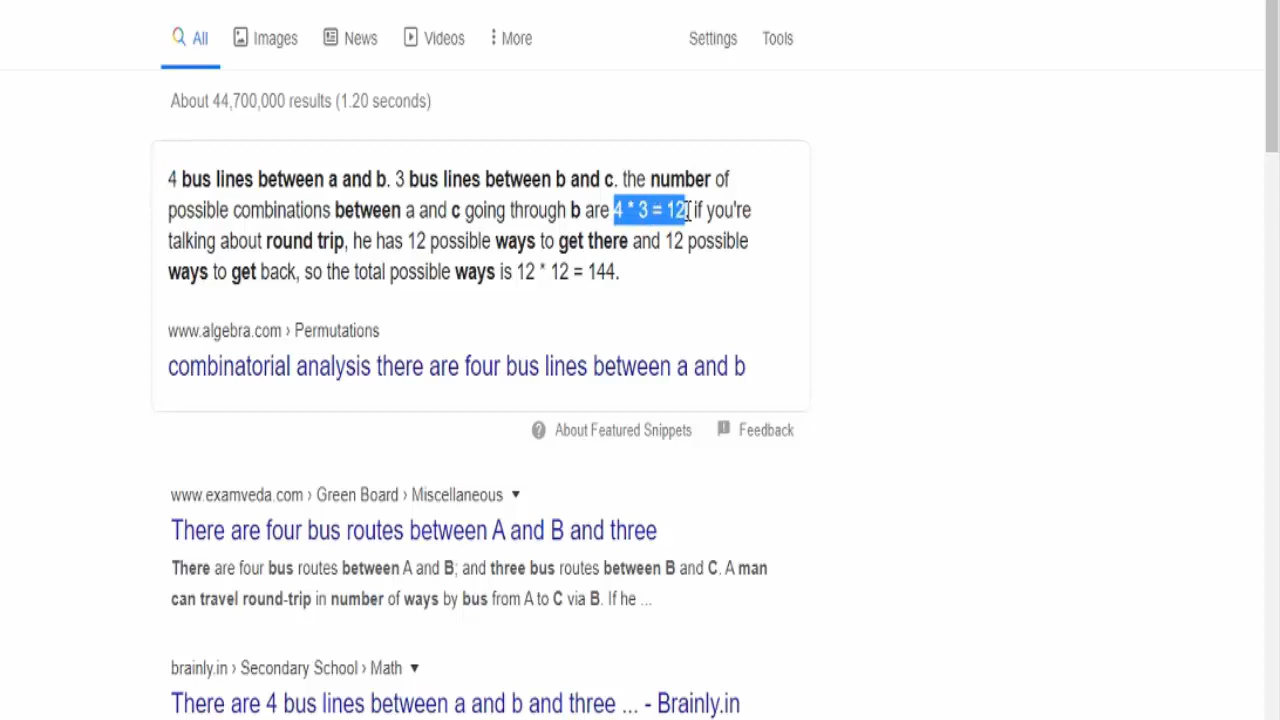 All Images News Videos More Settings Tools
About 44,700,000 results (1.20 seconds)
4 bus lines between a and b. 3 bus lines between b and c. the number of
possible combinations between a and c going through b are 4 * 3 = 12 if you're
talking about round trip, he has 12 possible ways to get there and 12 possible
ways to get back, so the total possible ways is 12 * 12 = 144.
www.algebra.com › Permutations
combinatorial analysis there are four bus lines between a and b
About Featured Snippets Feedback
www.examveda.com › Green Board › Miscellaneous
There are four bus routes between A and B and three
There are four bus routes between A and B; and three bus routes between B and C. A man
can travel round-trip in number of ways by bus from A to C via B. If he ...
brainly.in › Secondary School › Math
There are 4 bus lines between a and b and three ... - Brainly.in